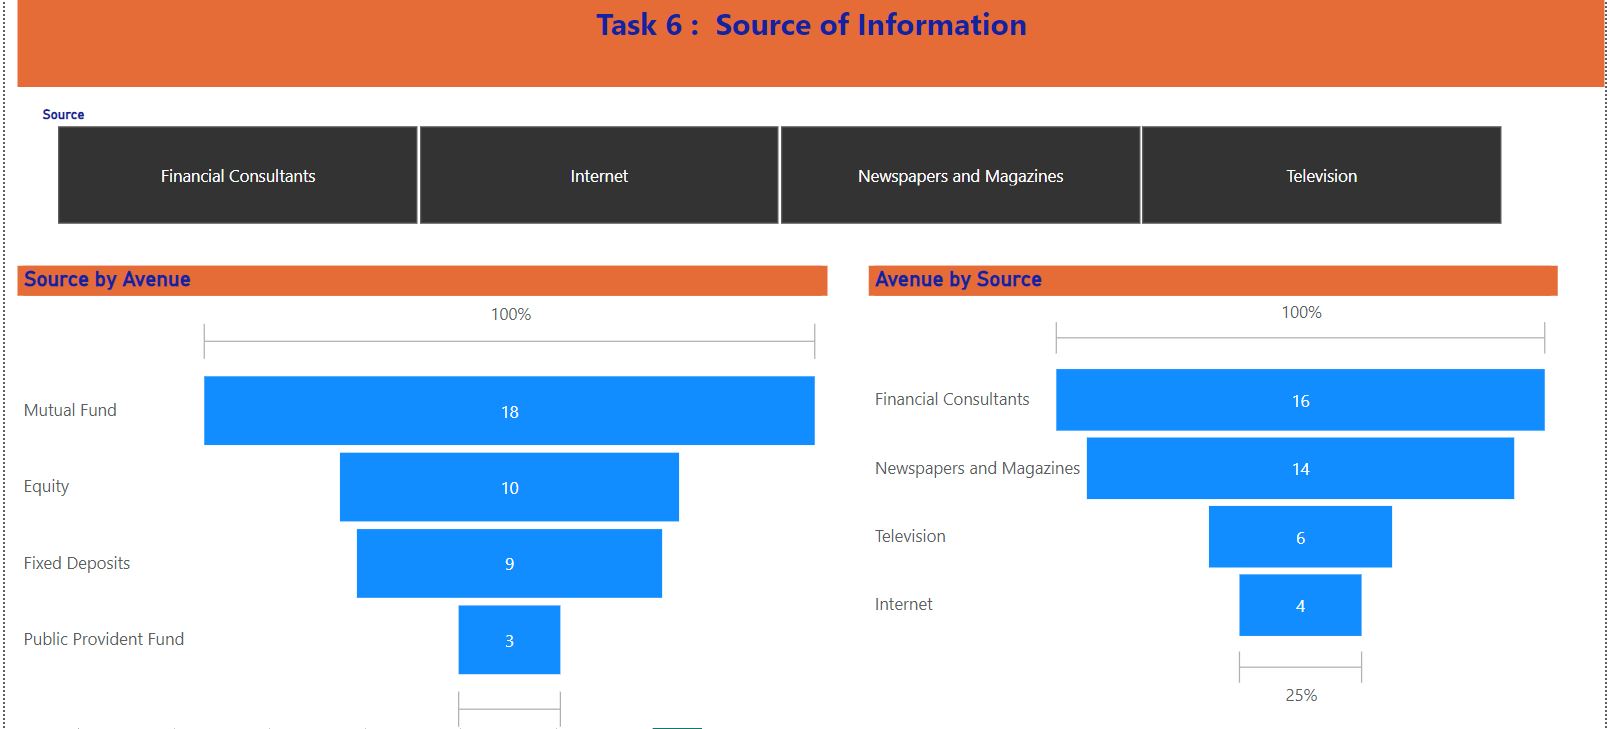 Task 6 :  Source of Information
Source
Financial Consultants
Internet
Newspapers and Magazines
Television
Source by Avenue
100%
Mutual Fund
18
Equity
10
Fixed Deposits
9
Public Provident Fund
3
Avenue by Source
100%
Financial Consultants
16
Newspapers and Magazines
14
Television
6
Internet
4
25%